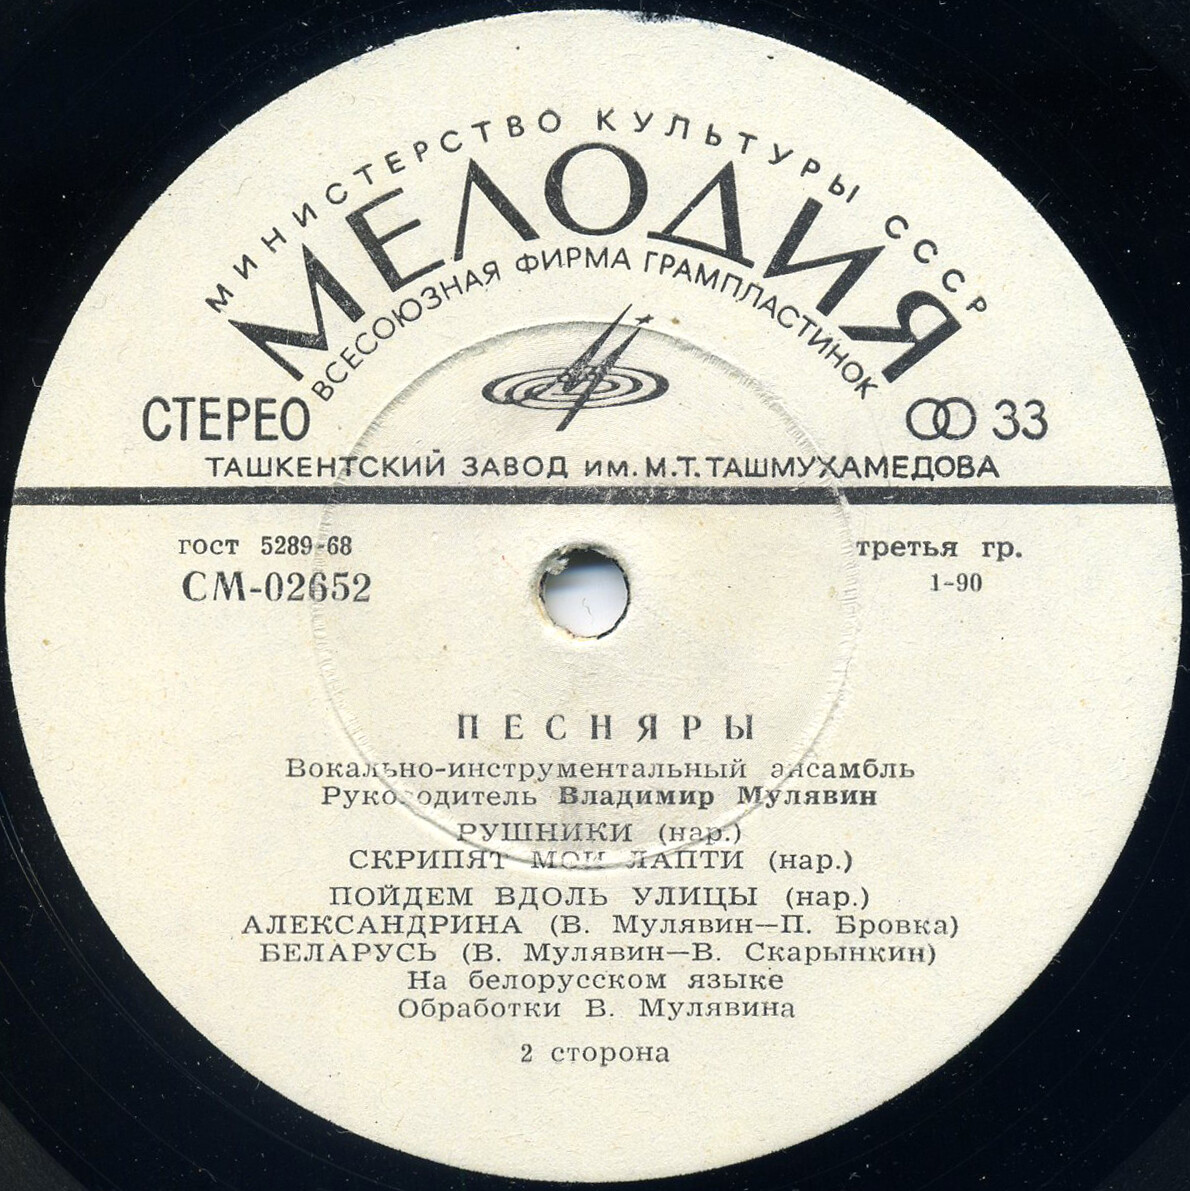 МИНИСТЕРСТВО КУЛЬТУРЫ СССР
МЕЛОДИЯ
ВСЕСОЮЗНАЯ ФИРМА ГРАМПЛАСТИНОК
СТЕРЕО 33
ТАШКЕНТСКИЙ ЗАВОД им. М.Т. ТАШМУХАМЕДОВА
гост 5289-68 третья гр.
СМ-02652 1-90
ПЕСНЯРЫ
Вокально-инструментальный ансамбль
Руководитель Владимир Мулявин
РУШНИКИ (нар.)
СКРИПЯТ МОИ ЛАПТИ (нар.)
ПОЙДЕМ ВДОЛЬ УЛИЦЫ (нар.)
АЛЕКСАНДРИНА (В. Мулявин—П. Бровка)
БЕЛАРУСЬ (В. Мулявин—В. Скарынкин)
На белорусском языке
Обработки В. Мулявина
2 сторона